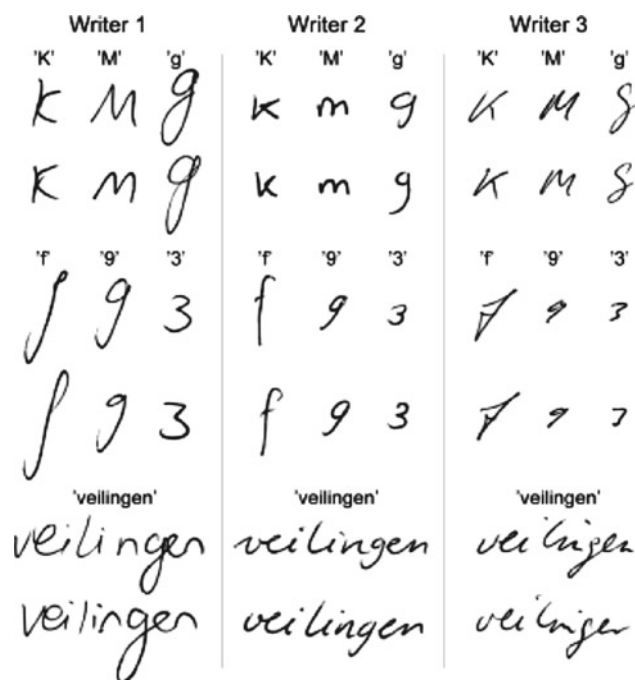 Writer 1 Writer 2 Writer 3
'K' 'M' 'g' 'K' 'M' 'g' 'K' 'M' 'g'
K M g K m g K M g
K M g K m g K M g
'f' '9' '3' 'f' '9' '3' 'f' '9' '3'
f 9 3 f 9 3 f 9 3
f 9 3 f 9 3 f 9 3
'veilingen' 'veilingen' 'veilingen'
veilingen veilingen veilingen
veilingen veilingen veilingen